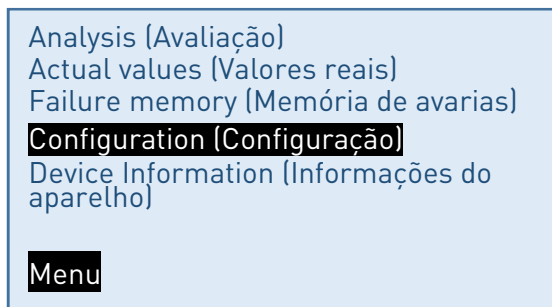 Analysis (Avaliação)
Actual values (Valores reais)
Failure memory (Memória de avarias)
Configuration (Configuração)
Device Information (Informações do
aparelho)
Menu